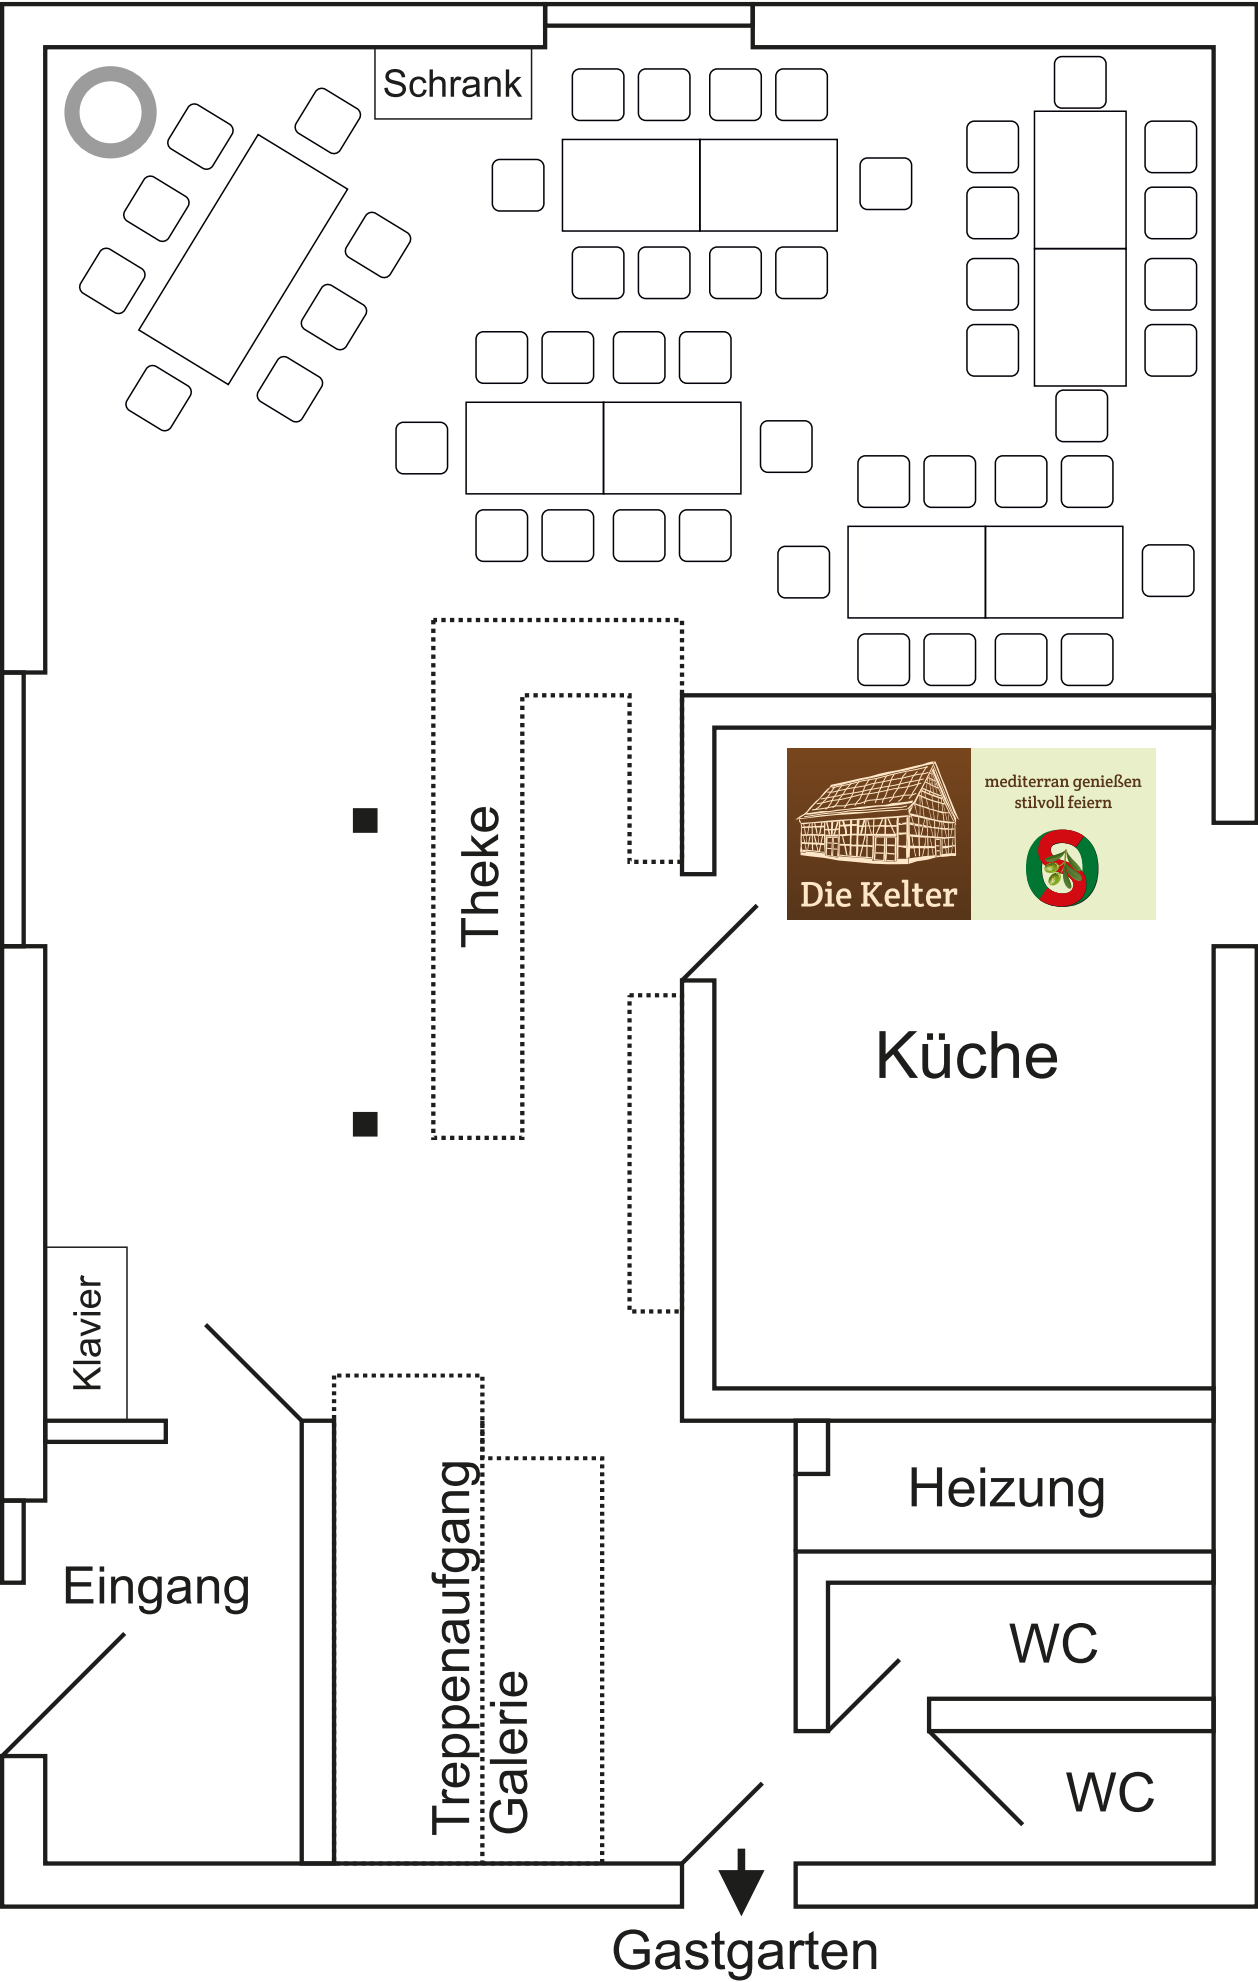 Schrank
Theke
mediterran genießen
stilvoll feiern
Die Kelter
Küche
Klavier
Heizung
Eingang
Treppenaufgang
Galerie
WC
WC
Gastgarten